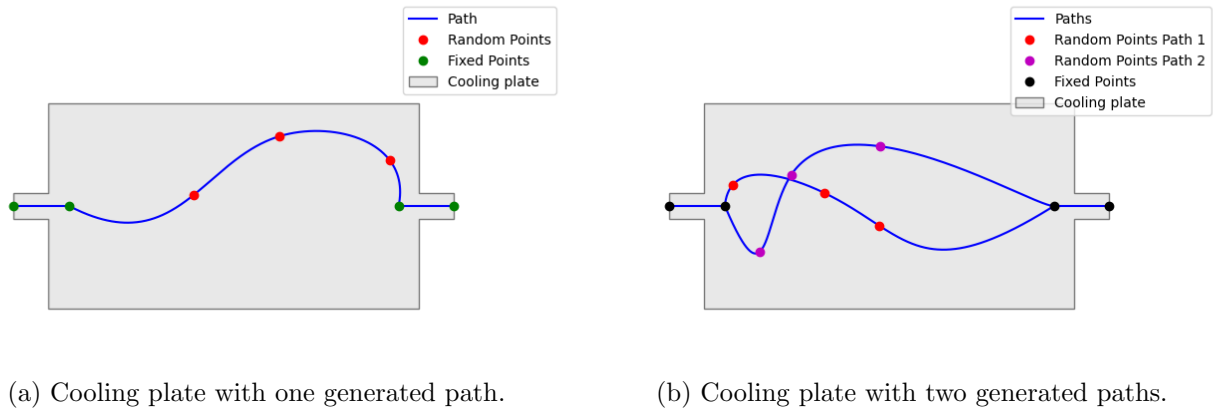 Path
Random Points
Fixed Points
Cooling plate
Paths
Random Points Path 1
Random Points Path 2
Fixed Points
Cooling plate
(a) Cooling plate with one generated path.
(b) Cooling plate with two generated paths.